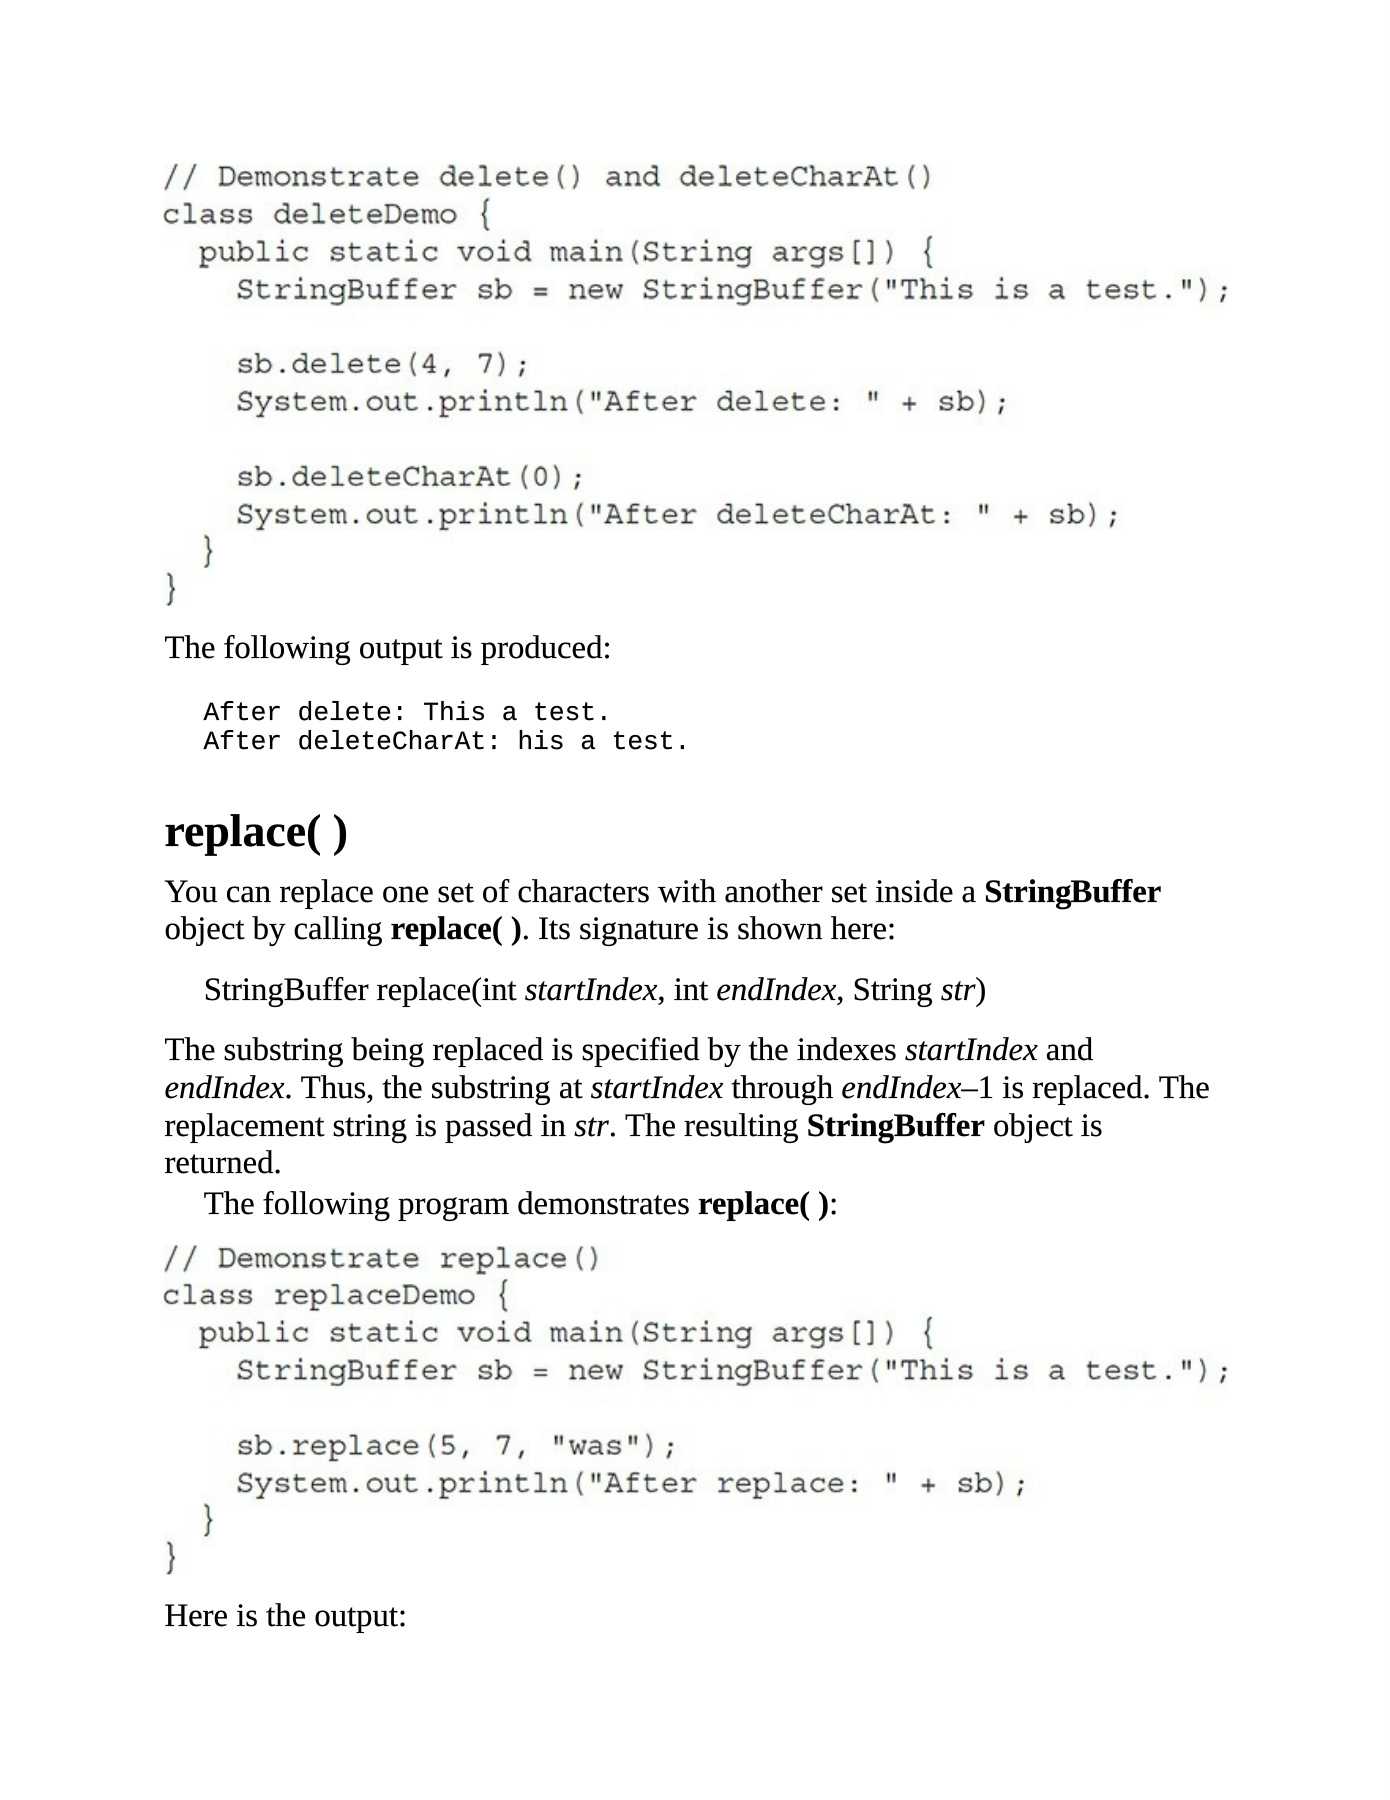 // Demonstrate delete() and deleteCharAt()
class deleteDemo {
  public static void main(String args[]) {
    StringBuffer sb = new StringBuffer("This is a test.");

    sb.delete(4, 7);
    System.out.println("After delete: " + sb);

    sb.deleteCharAt(0);
    System.out.println("After deleteCharAt: " + sb);
  }
}
The following output is produced:
After delete: This a test.
After deleteCharAt: his a test.
replace( )
You can replace one set of characters with another set inside a StringBuffer
object by calling replace( ). Its signature is shown here:
StringBuffer replace(int startIndex, int endIndex, String str)
The substring being replaced is specified by the indexes startIndex and
endIndex. Thus, the substring at startIndex through endIndex–1 is replaced. The
replacement string is passed in str. The resulting StringBuffer object is
returned.
The following program demonstrates replace( ):
// Demonstrate replace()
class replaceDemo {
  public static void main(String args[]) {
    StringBuffer sb = new StringBuffer("This is a test.");

    sb.replace(5, 7, "was");
    System.out.println("After replace: " + sb);
  }
}
Here is the output: